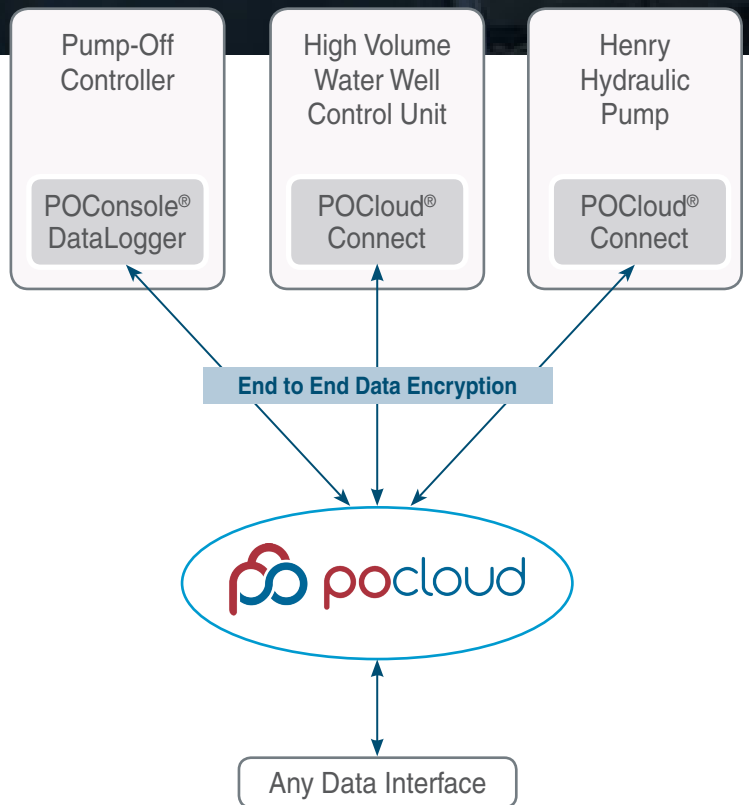 Pump-Off
Controller
POConsole®
DataLogger
High Volume
Water Well
Control Unit
POCloud®
Connect
Henry
Hydraulic
Pump
POCloud®
Connect
End to End Data Encryption
pocloud
Any Data Interface